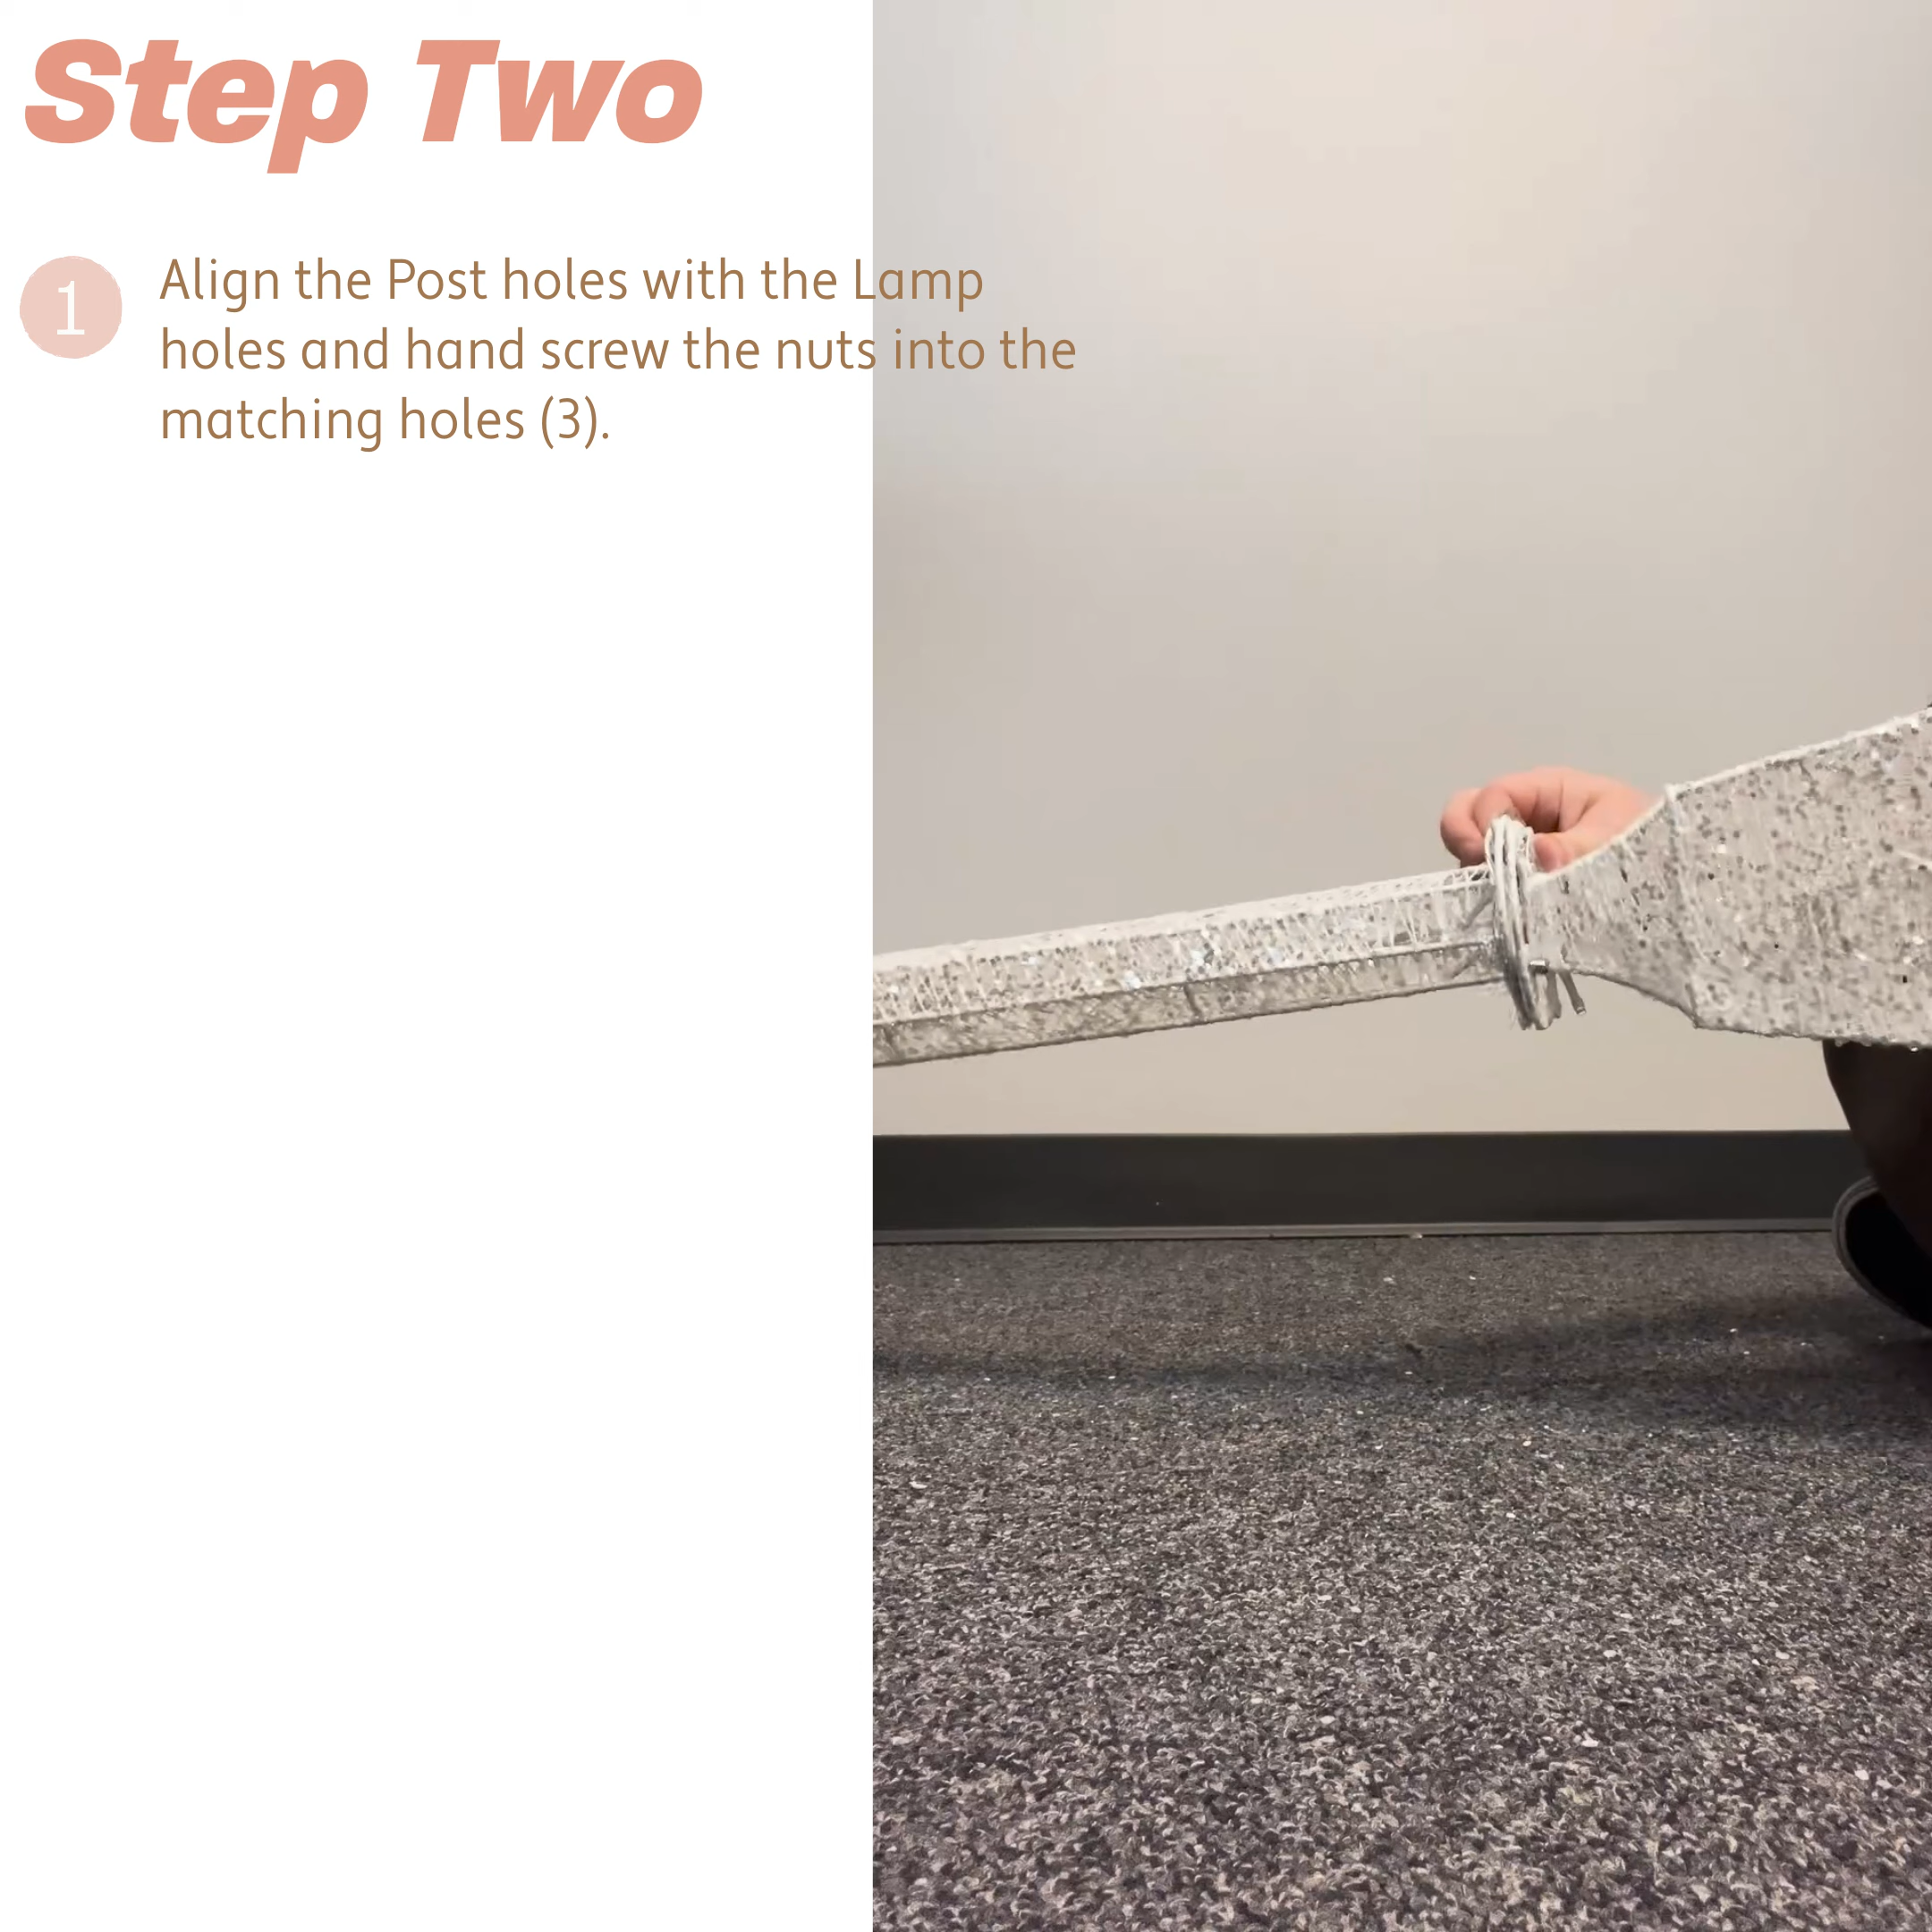 Step Two
1
Align the Post holes with the Lamp
holes and hand screw the nuts into the
matching holes (3).